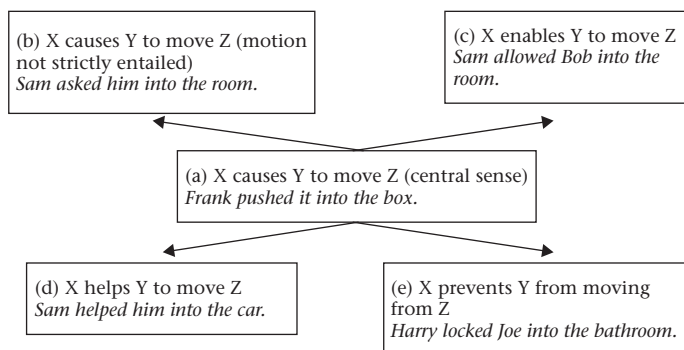 (b) X causes Y to move Z (motion
not strictly entailed)
Sam asked him into the room.
(c) X enables Y to move Z
Sam allowed Bob into the
room.
(a) X causes Y to move Z (central sense)
Frank pushed it into the box.
(d) X helps Y to move Z
Sam helped him into the car.
(e) X prevents Y from moving
from Z
Harry locked Joe into the bathroom.